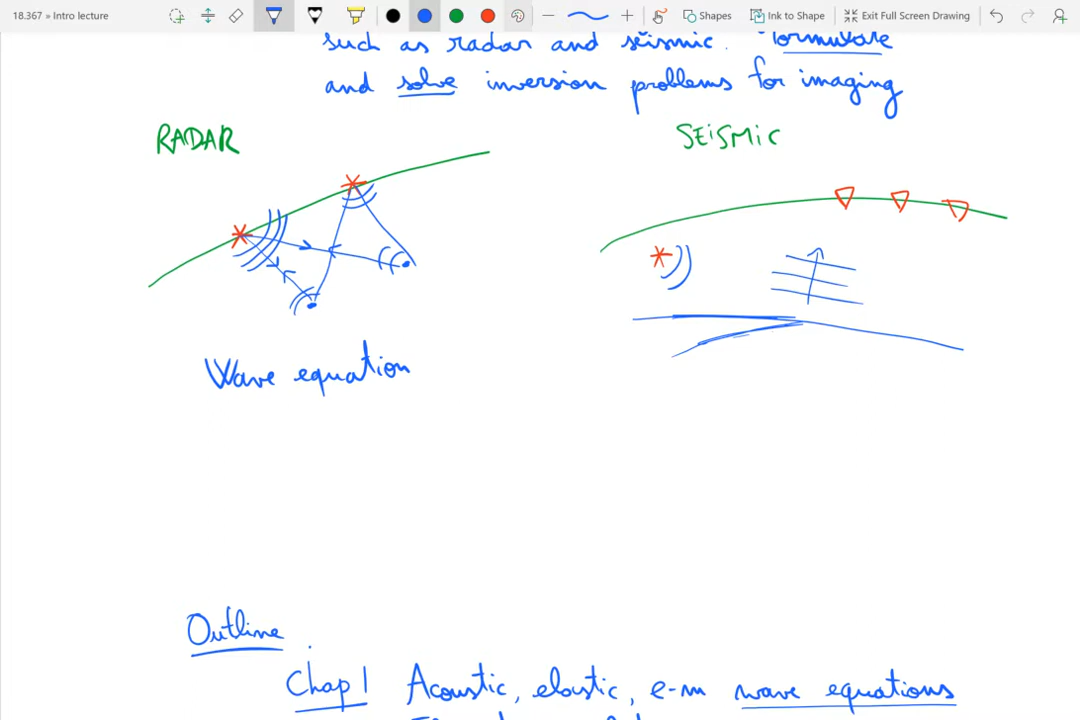 18.367 » Intro lecture
Shapes
Ink to Shape
Exit Full Screen Drawing
such as radar and seismic. Formulate
and solve inversion problems for imaging
RADAR
SEISMIC
Wave equation
Outline
Chap 1 Acoustic, elastic, e-m wave equations